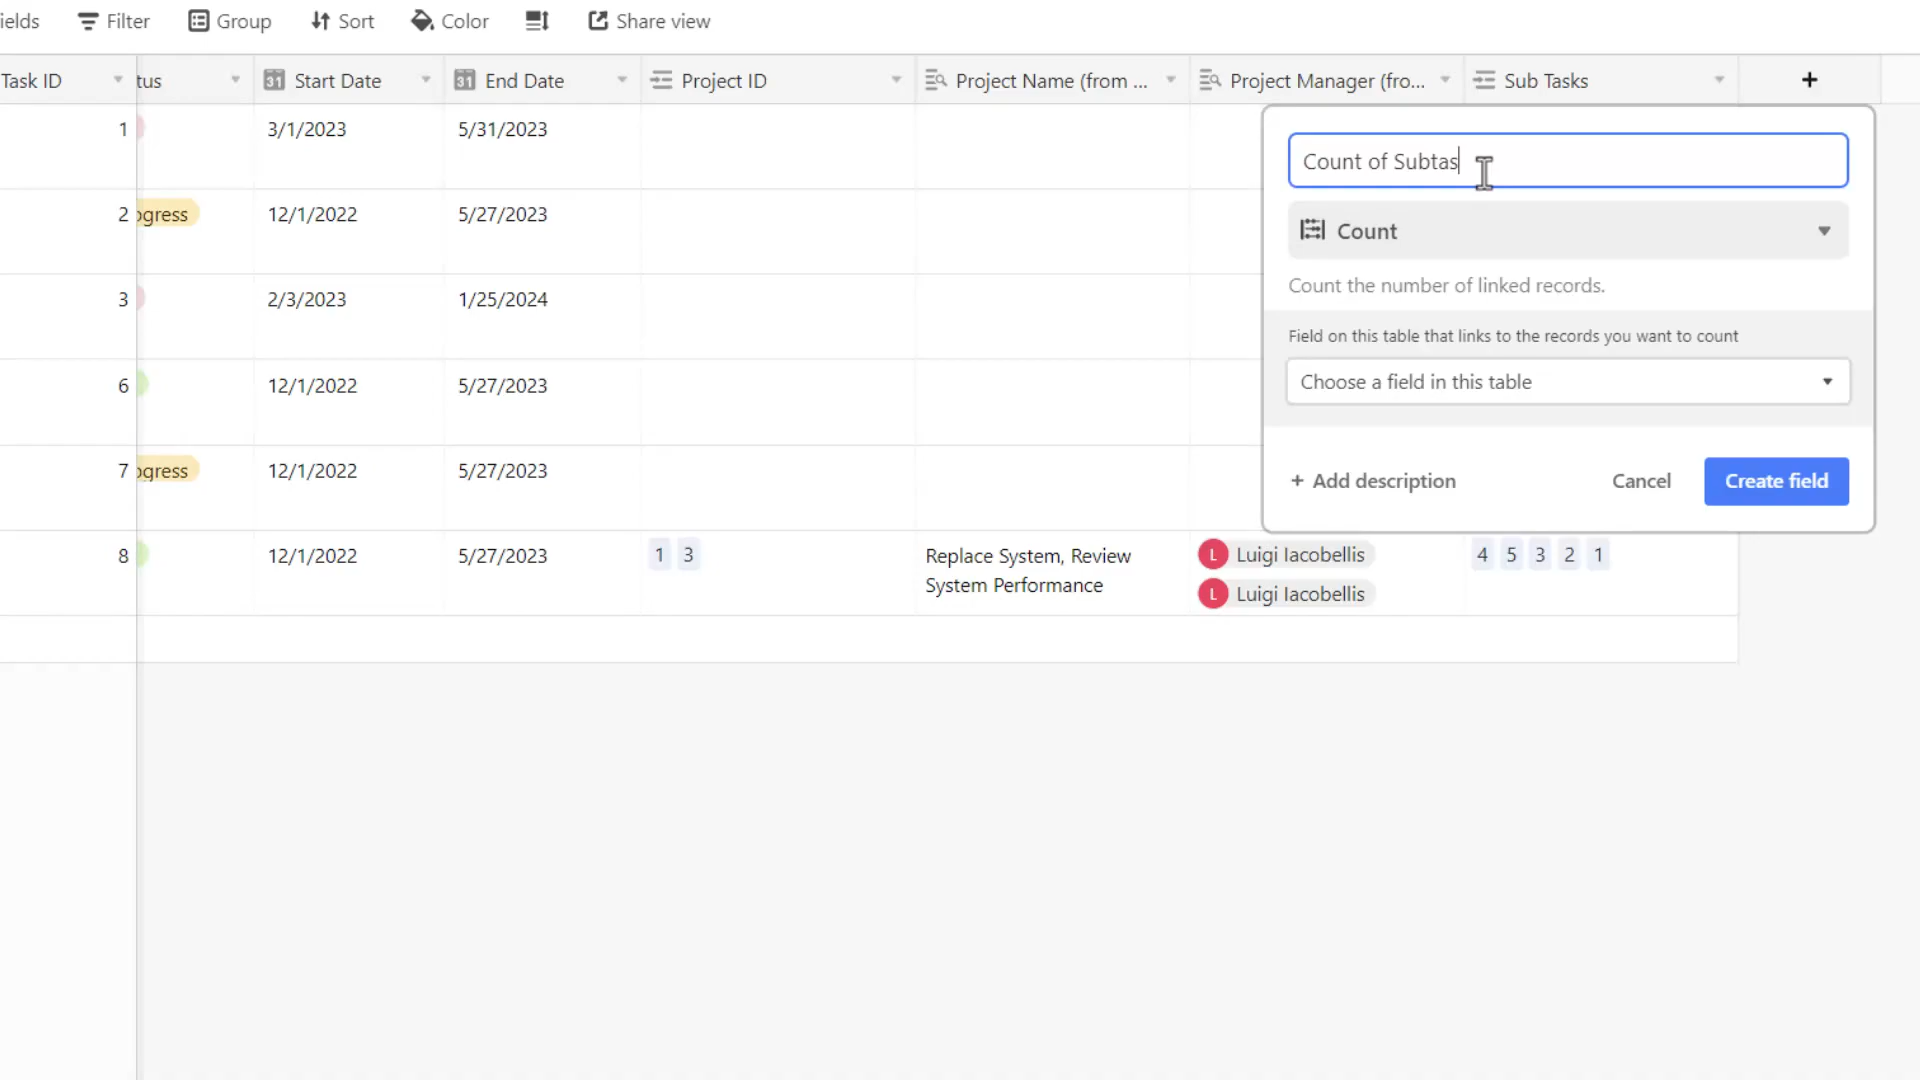 ields Filter Group Sort Color Share view
Task ID tus 31 Start Date 31 End Date Project ID Project Name (from ... Project Manager (fro... Sub Tasks +
1 3/1/2023 5/31/2023
Count of Subtas
2 ogress 12/1/2022 5/27/2023
Count
Count the number of linked records.
3 2/3/2023 1/25/2024
Field on this table that links to the records you want to count
Choose a field in this table
6 12/1/2022 5/27/2023
7 ogress 12/1/2022 5/27/2023
+ Add description Cancel Create field
8 12/1/2022 5/27/2023 1 3 Replace System, Review L Luigi Iacobellis 4 5 3 2 1
System Performance L Luigi Iacobellis